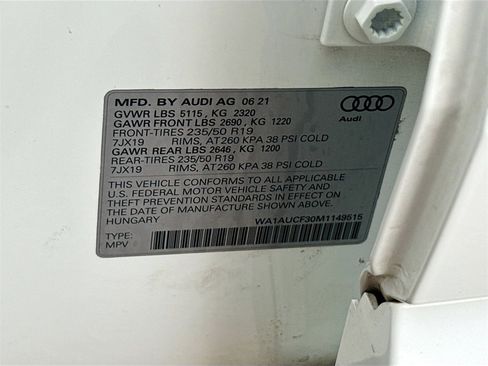 MFD. BY AUDI AG 06 21
GVWR LBS 5115, KG 2320
GAWR FRONT LBS 2690, KG 1220
FRONT-TIRES 235/50 R19
7JX19 RIMS, AT260 KPA 38 PSI COLD
GAWR REAR LBS 2646, KG 1200
REAR-TIRES 235/50 R19
7JX19 RIMS, AT260 KPA 38 PSI COLD
THIS VEHICLE CONFORMS TO ALL APPLICABLE
U.S. FEDERAL MOTOR VEHICLE SAFETY AND
THEFT PREVENTION STANDARDS IN EFFECT ON
THE DATE OF MANUFACTURE SHOWN ABOVE
HUNGARY
WA1AUCF30M1149515
TYPE:
MPV
Audi